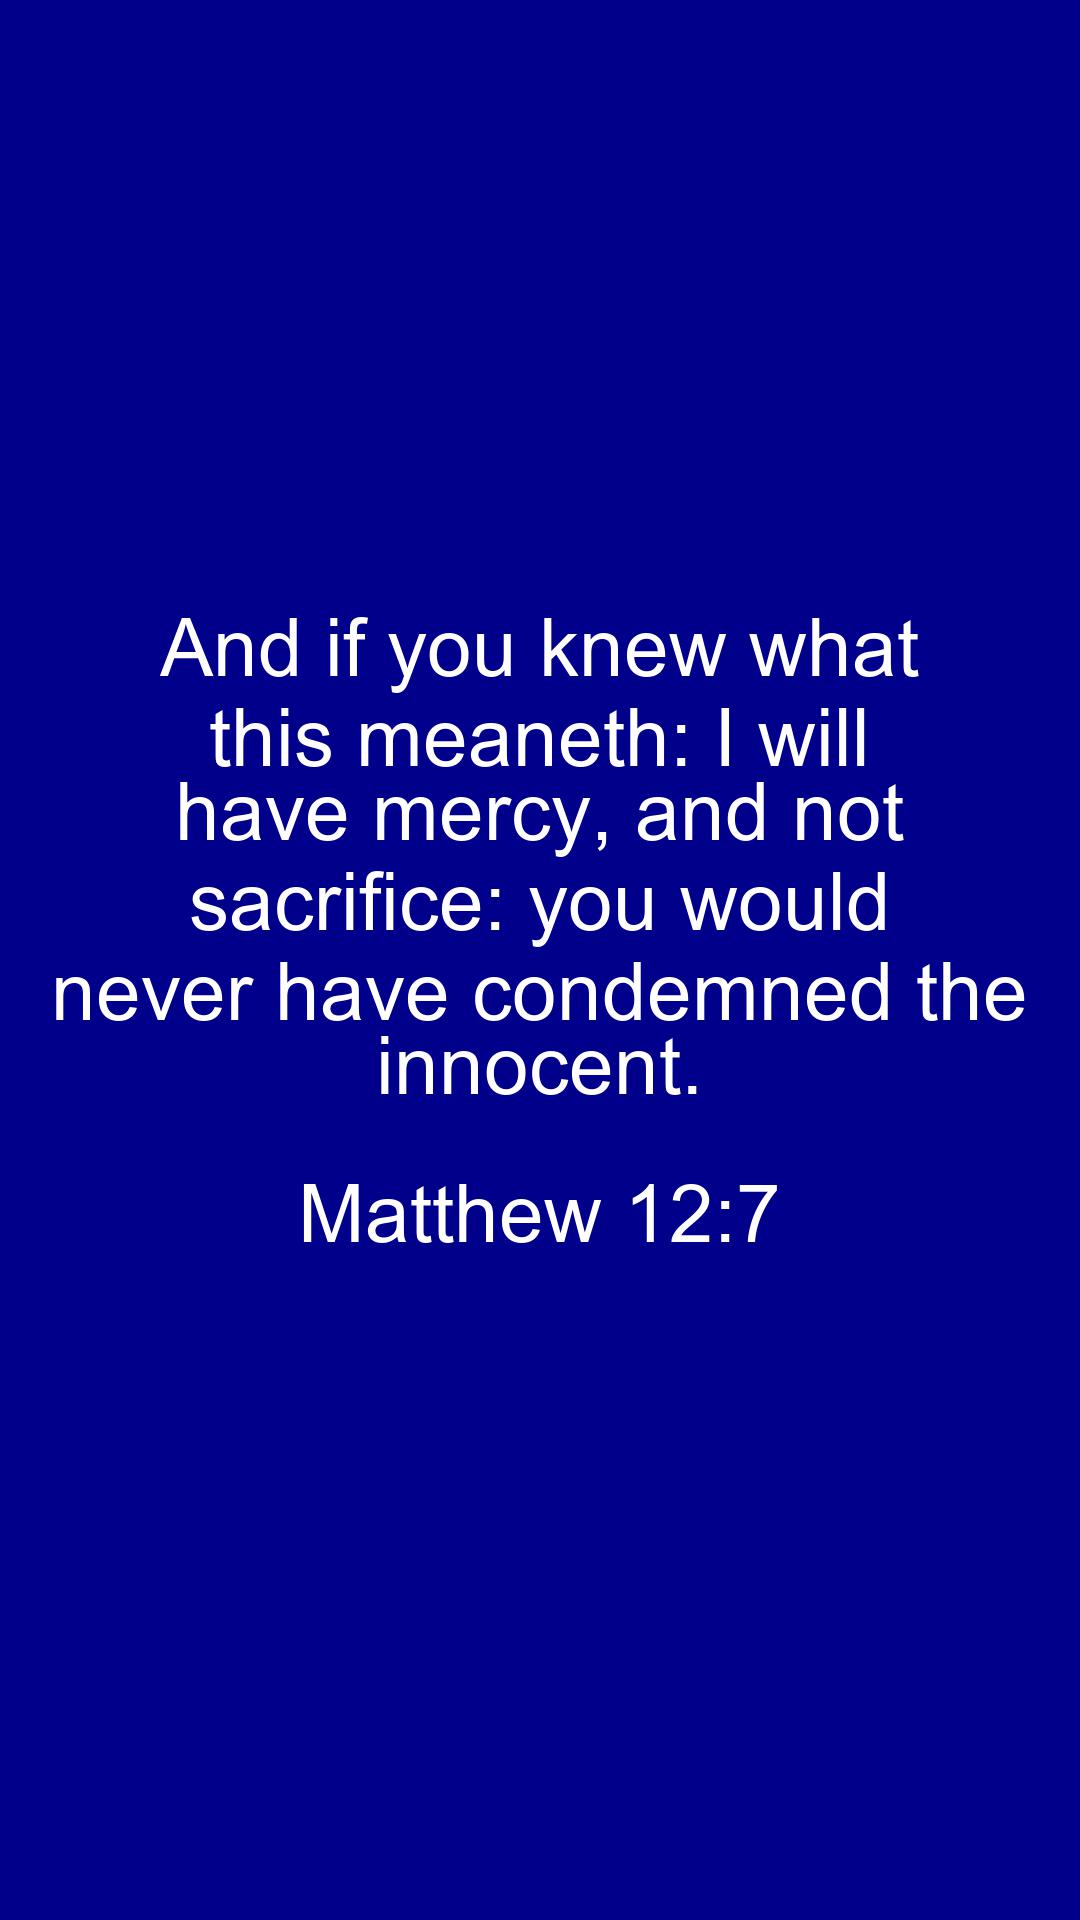 And if you knew what
this meaneth: I will
have mercy, and not
sacrifice: you would
never have condemned the
innocent.
Matthew 12:7